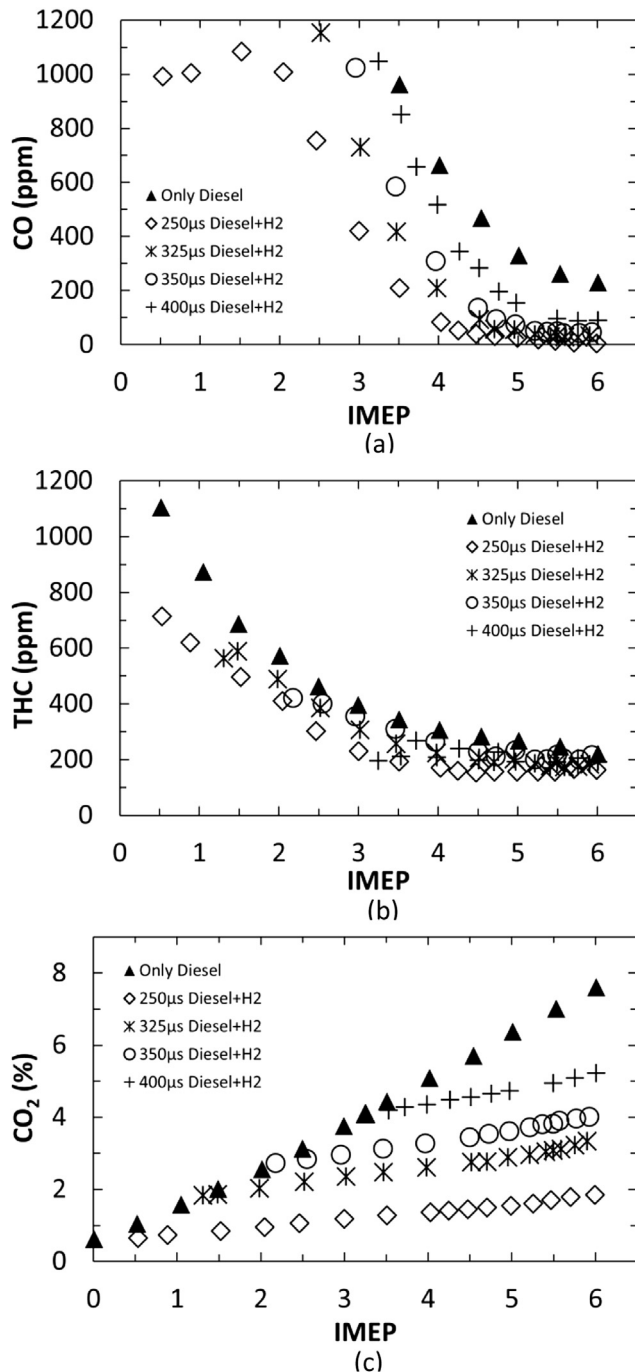 1200
1000
800
600
400
200
0
CO (ppm)
▲ Only Diesel
◇ 250µs Diesel+H2
✳ 325µs Diesel+H2
○ 350µs Diesel+H2
+ 400µs Diesel+H2
0 1 2 3 4 5 6
IMEP
(a)
1200
1000
800
600
400
200
0
THC (ppm)
▲ Only Diesel
◇ 250µs Diesel+H2
✳ 325µs Diesel+H2
○ 350µs Diesel+H2
+ 400µs Diesel+H2
0 1 2 3 4 5 6
IMEP
(b)
8
6
4
2
0
CO₂ (%)
▲ Only Diesel
◇ 250µs Diesel+H2
✳ 325µs Diesel+H2
○ 350µs Diesel+H2
+ 400µs Diesel+H2
0 1 2 3 4 5 6
IMEP
(c)